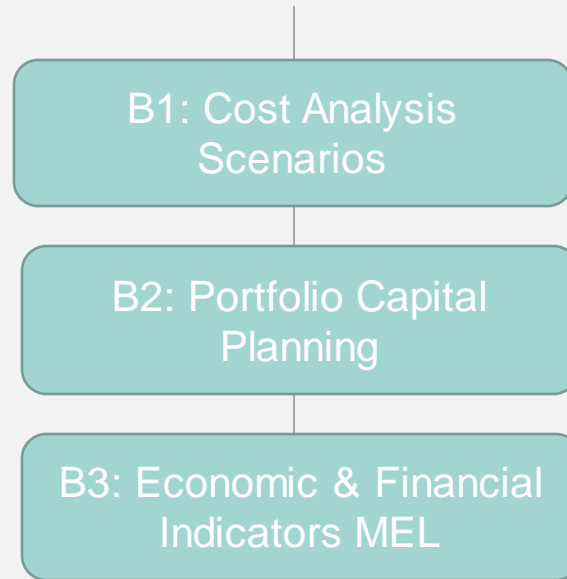 B1: Cost Analysis
Scenarios
B2: Portfolio Capital
Planning
B3: Economic & Financial
Indicators MEL